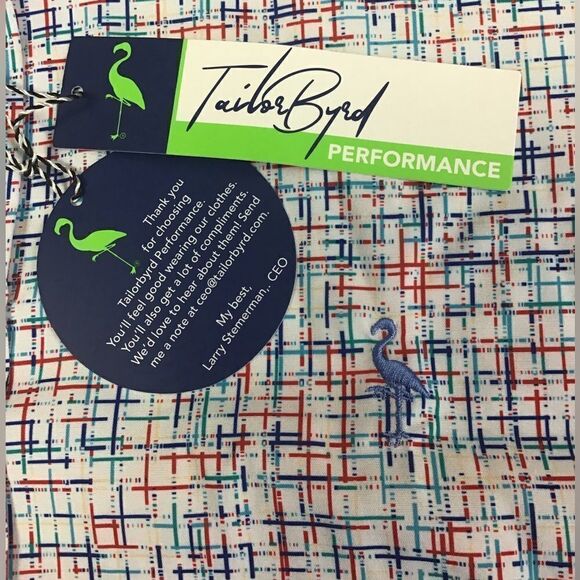 TailorByrd
PERFORMANCE
Thank you
for choosing
Tailorbyrd Performance.
You'll feel good wearing our clothes.
You'll also get a lot of compliments.
We'd love to hear about them! Send
me a note at ceo@tailorbyrd.com.
My best,
Larry Stemerman,. CEO